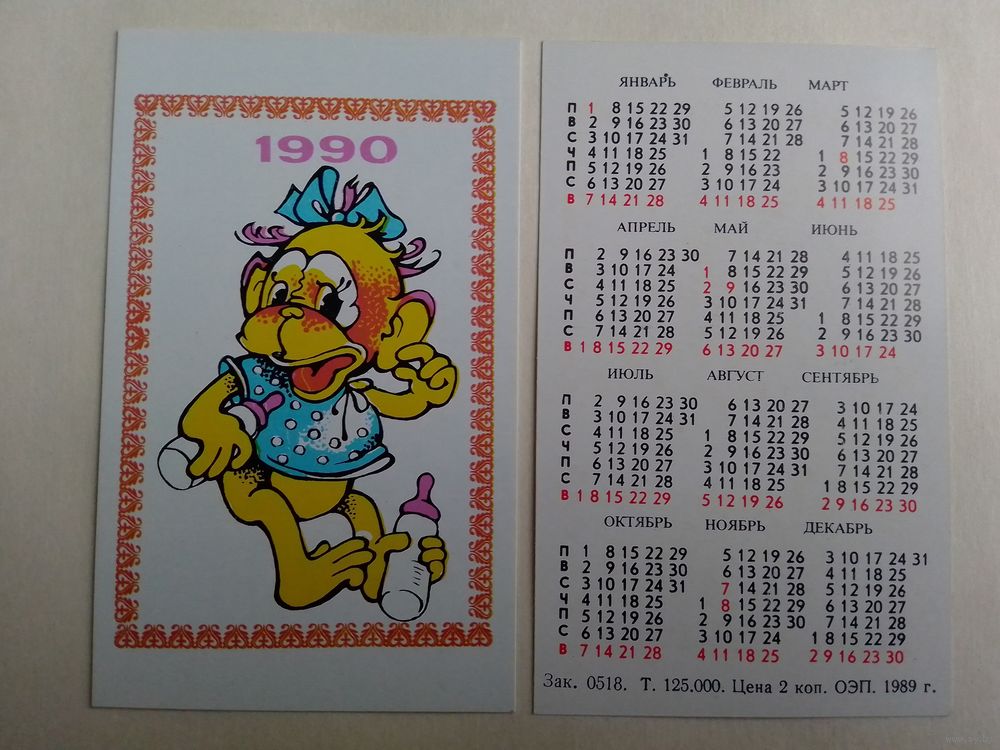 1990
ЯНВАРЬ ФЕВРАЛЬ МАРТ
П 1 8 15 22 29 5 12 19 26 5 12 19 26
В 2 9 16 23 30 6 13 20 27 6 13 20 27
С 3 10 17 24 31 7 14 21 28 7 14 21 28
Ч 4 11 18 25 1 8 15 22 1 8 15 22 29
П 5 12 19 26 2 9 16 23 2 9 16 23 30
С 6 13 20 27 3 10 17 24 3 10 17 24 31
В 7 14 21 28 4 11 18 25 4 11 18 25
АПРЕЛЬ МАЙ ИЮНЬ
П 2 9 16 23 30 7 14 21 28 4 11 18 25
В 3 10 17 24 1 8 15 22 29 5 12 19 26
С 4 11 18 25 2 9 16 23 30 6 13 20 27
Ч 5 12 19 26 3 10 17 24 31 7 14 21 28
П 6 13 20 27 4 11 18 25 1 8 15 22 29
С 7 14 21 28 5 12 19 26 2 9 16 23 30
В 1 8 15 22 29 6 13 20 27 3 10 17 24
ИЮЛЬ АВГУСТ СЕНТЯБРЬ
П 2 9 16 23 30 6 13 20 27 3 10 17 24
В 3 10 17 24 31 7 14 21 28 4 11 18 25
С 4 11 18 25 1 8 15 22 29 5 12 19 26
Ч 5 12 19 26 2 9 16 23 30 6 13 20 27
П 6 13 20 27 3 10 17 24 31 7 14 21 28
С 7 14 21 28 4 11 18 25 1 8 15 22 29
В 1 8 15 22 29 5 12 19 26 2 9 16 23 30
ОКТЯБРЬ НОЯБРЬ ДЕКАБРЬ
П 1 8 15 22 29 5 12 19 26 3 10 17 24 31
В 2 9 16 23 30 6 13 20 27 4 11 18 25
С 3 10 17 24 31 7 14 21 28 5 12 19 26
Ч 4 11 18 25 1 8 15 22 29 6 13 20 27
П 5 12 19 26 2 9 16 23 30 7 14 21 28
С 6 13 20 27 3 10 17 24 1 8 15 22 29
В 7 14 21 28 4 11 18 25 2 9 16 23 30
Зак. 0518. Т. 125.000. Цена 2 коп. ОЭП. 1989 г.